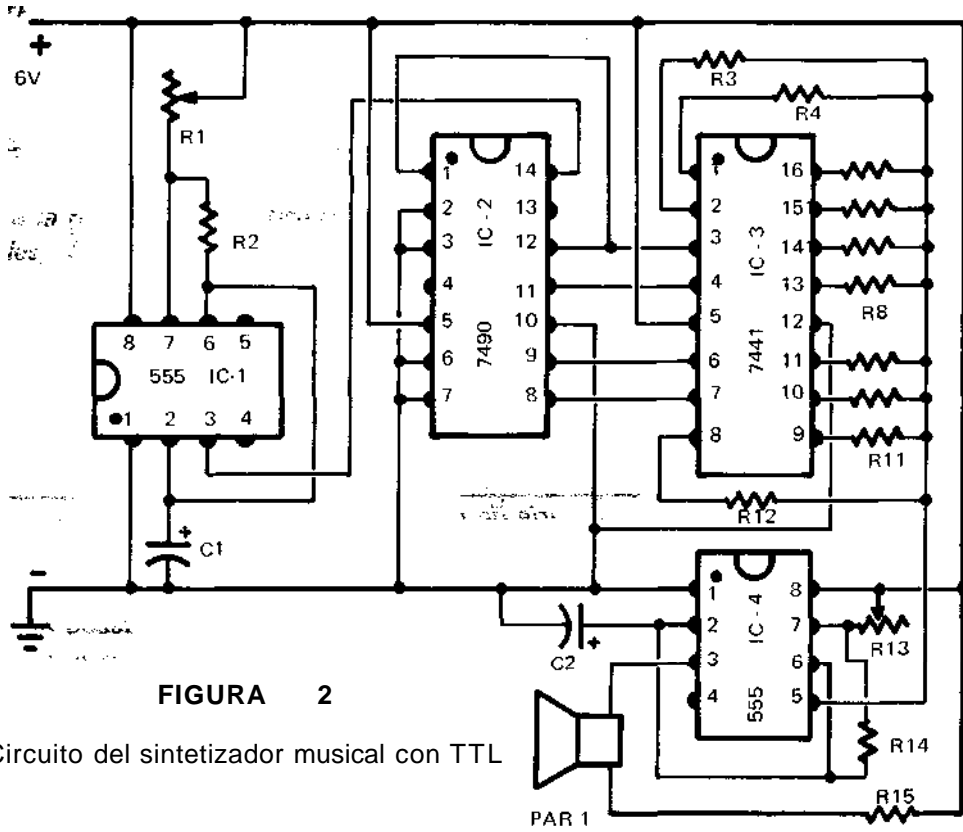 +
6V
R1
R2
R3
R4
1 14
2 13
3 12
4 11
5 10
6 9
7 8
IC-2
7490
1 16
2 15
3 14
4 13
5 12
6 11
7 10
8 9
IC-3
7441
R8
R11
R12
8 7 6 5
555 IC-1
1 2 3 4
+
C1
-
1 8
2 7
3 6
4 5
IC-4
555
R13
C2
+
R14
R15
PAR 1
FIGURA 2
Circuito del sintetizador musical con TTL